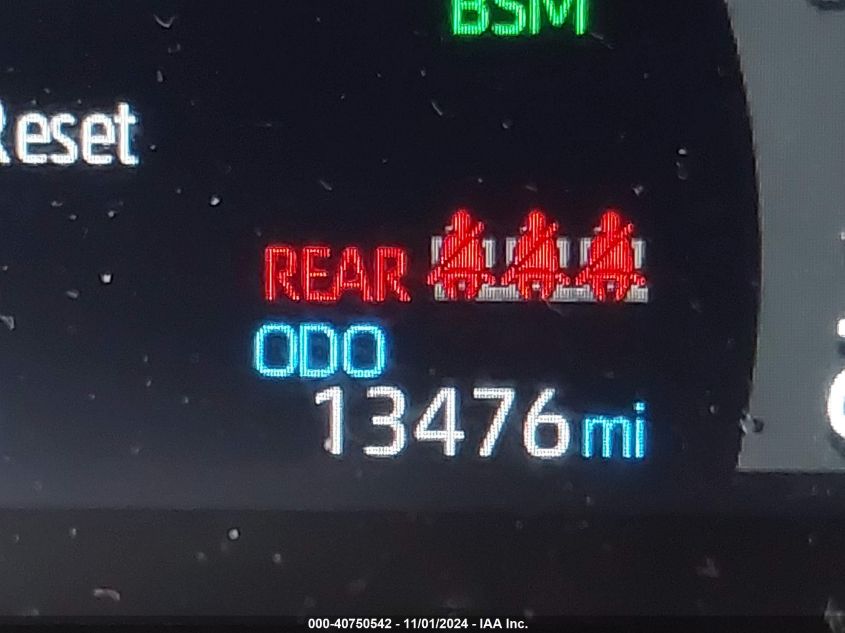 BSM
Reset
REAR
ODO
13476 mi
000-40750542 - 11/01/2024 - IAA Inc.